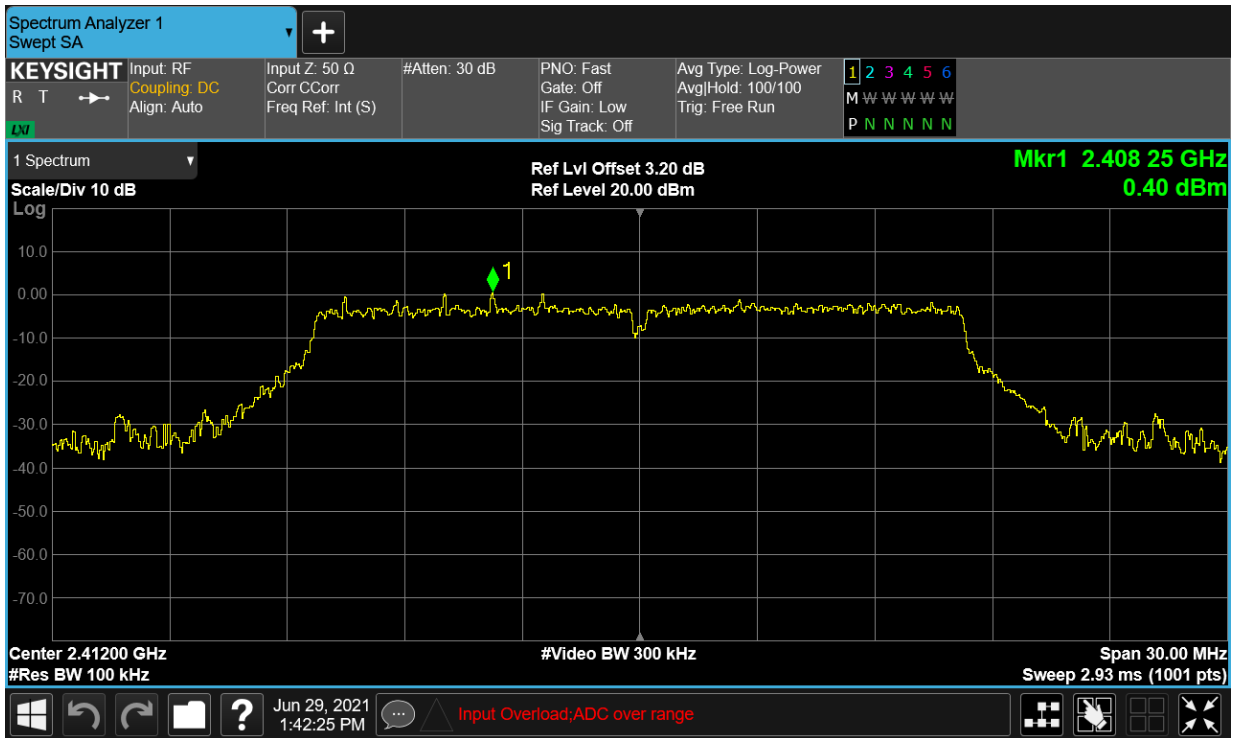 Spectrum Analyzer 1
Swept SA
KEYSIGHT
R T
LXI
Input: RF
Coupling: DC
Align: Auto
Input Z: 50 Ω
Corr CCorr
Freq Ref: Int (S)
#Atten: 30 dB
PNO: Fast
Gate: Off
IF Gain: Low
Sig Track: Off
Avg Type: Log-Power
Avg|Hold: 100/100
Trig: Free Run
1 2 3 4 5 6
M W W W W W W
P N N N N N N
1 Spectrum
Scale/Div 10 dB
Log
Ref Lvl Offset 3.20 dB
Ref Level 20.00 dBm
Mkr1 2.408 25 GHz
0.40 dBm
1
10.0
0.00
-10.0
-20.0
-30.0
-40.0
-50.0
-60.0
-70.0
Center 2.41200 GHz
#Res BW 100 kHz
#Video BW 300 kHz
Span 30.00 MHz
Sweep 2.93 ms (1001 pts)
?
Jun 29, 2021
1:42:25 PM
Input Overload;ADC over range